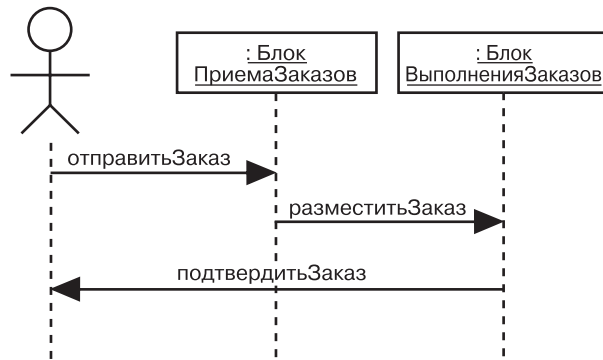 : Блок
ПриемаЗаказов
: Блок
ВыполненияЗаказов
отправитьЗаказ
разместитьЗаказ
подтвердитьЗаказ